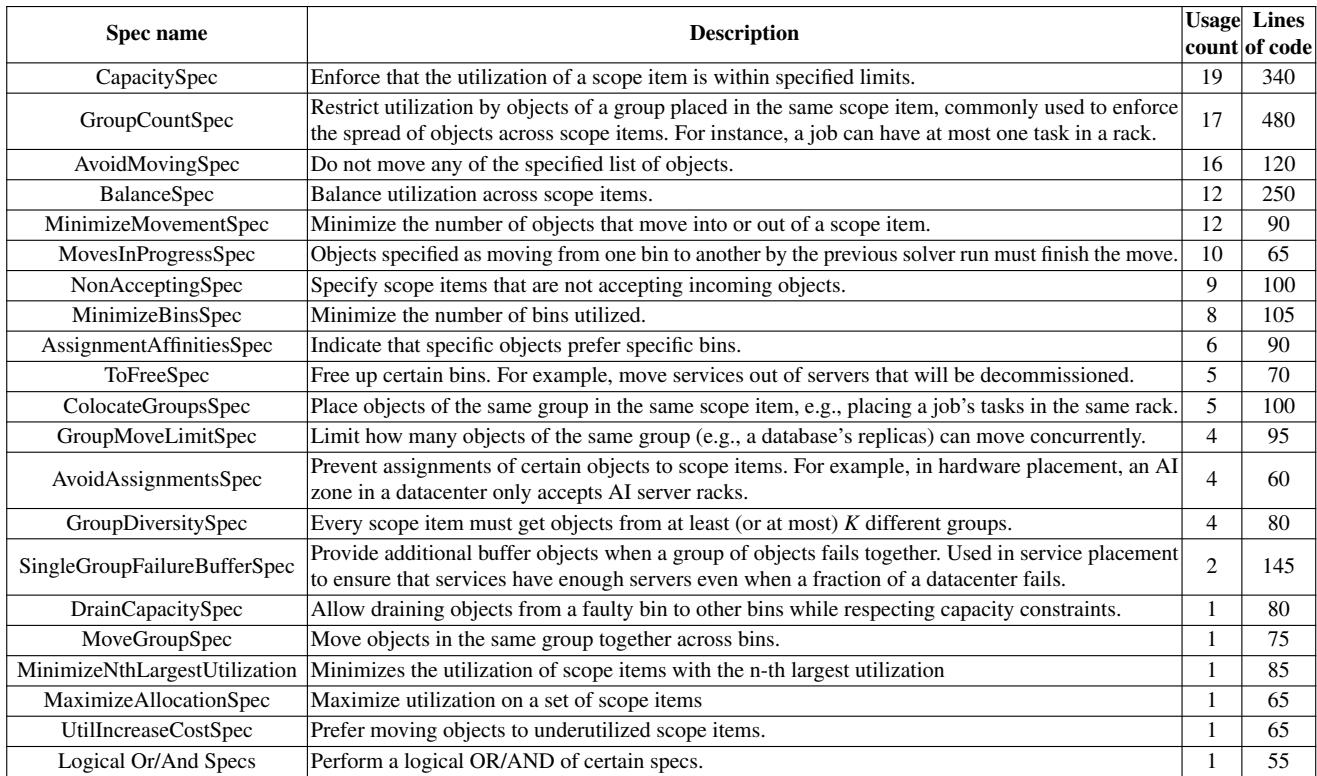 Spec name Description Usage count Lines of code
CapacitySpec Enforce that the utilization of a scope item is within specified limits. 19 340
GroupCountSpec Restrict utilization by objects of a group placed in the same scope item, commonly used to enforce
the spread of objects across scope items. For instance, a job can have at most one task in a rack. 17 480
AvoidMovingSpec Do not move any of the specified list of objects. 16 120
BalanceSpec Balance utilization across scope items. 12 250
MinimizeMovementSpec Minimize the number of objects that move into or out of a scope item. 12 90
MovesInProgressSpec Objects specified as moving from one bin to another by the previous solver run must finish the move. 10 65
NonAcceptingSpec Specify scope items that are not accepting incoming objects. 9 100
MinimizeBinsSpec Minimize the number of bins utilized. 8 105
AssignmentAffinitiesSpec Indicate that specific objects prefer specific bins. 6 90
ToFreeSpec Free up certain bins. For example, move services out of servers that will be decommissioned. 5 70
ColocateGroupsSpec Place objects of the same group in the same scope item, e.g., placing a job's tasks in the same rack. 5 100
GroupMoveLimitSpec Limit how many objects of the same group (e.g., a database's replicas) can move concurrently. 4 95
AvoidAssignmentsSpec Prevent assignments of certain objects to scope items. For example, in hardware placement, an AI
zone in a datacenter only accepts AI server racks. 4 60
GroupDiversitySpec Every scope item must get objects from at least (or at most) K different groups. 4 80
SingleGroupFailureBufferSpec Provide additional buffer objects when a group of objects fails together. Used in service placement
to ensure that services have enough servers even when a fraction of a datacenter fails. 2 145
DrainCapacitySpec Allow draining objects from a faulty bin to other bins while respecting capacity constraints. 1 80
MoveGroupSpec Move objects in the same group together across bins. 1 75
MinimizeNthLargestUtilization Minimizes the utilization of scope items with the n-th largest utilization 1 85
MaximizeAllocationSpec Maximize utilization on a set of scope items 1 65
UtilIncreaseCostSpec Prefer moving objects to underutilized scope items. 1 65
Logical Or/And Specs Perform a logical OR/AND of certain specs. 1 55